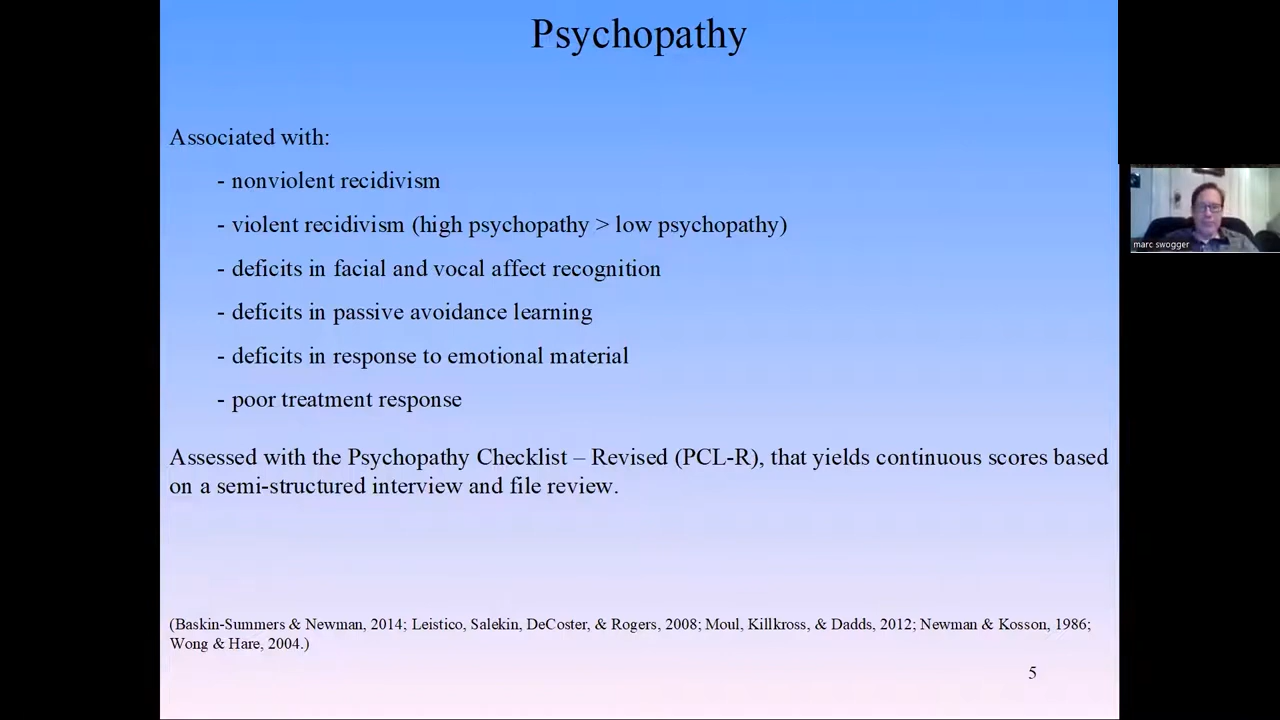 Psychopathy
Associated with:
- nonviolent recidivism
- violent recidivism (high psychopathy > low psychopathy)
- deficits in facial and vocal affect recognition
- deficits in passive avoidance learning
- deficits in response to emotional material
- poor treatment response
Assessed with the Psychopathy Checklist – Revised (PCL-R), that yields continuous scores based
on a semi-structured interview and file review.
(Baskin-Summers & Newman, 2014; Leistico, Salekin, DeCoster, & Rogers, 2008; Moul, Killkross, & Dadds, 2012; Newman & Kosson, 1986;
Wong & Hare, 2004.)
5
marc swogger